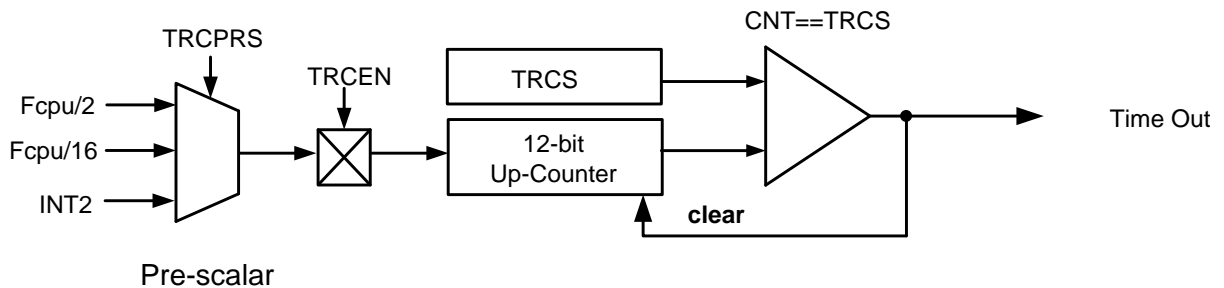 CNT==TRCS
TRCPRS
TRCEN
TRCS
Fcpu/2
Time Out
Fcpu/16
12-bit
Up-Counter
INT2
clear
Pre-scalar